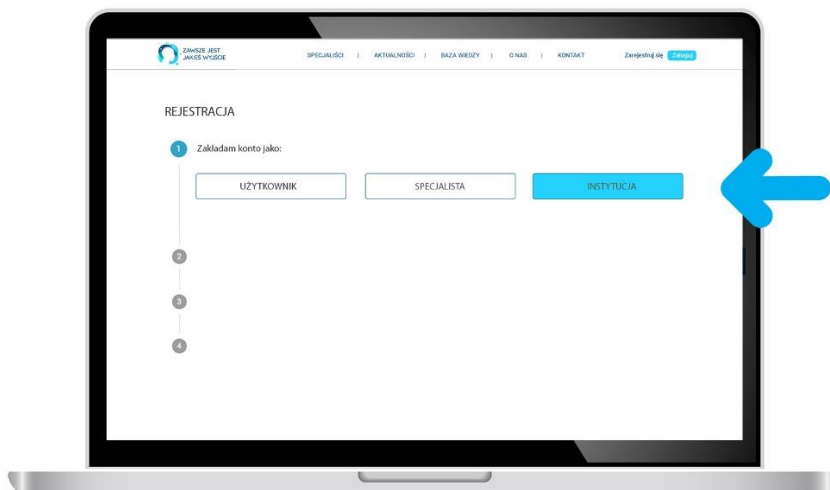 ZAWSZE JEST
JAKEŚ WYJŚCIE
SPECJALIŚCI | AKTUALNOŚCI | BAZA WIEDZY | O NAS | KONTAKT
Zarejestruj się Zaloguj
REJESTRACJA
1 Zakładam konto jako:
UŻYTKOWNIK SPECJALISTA INSTYTUCJA
2
3
4